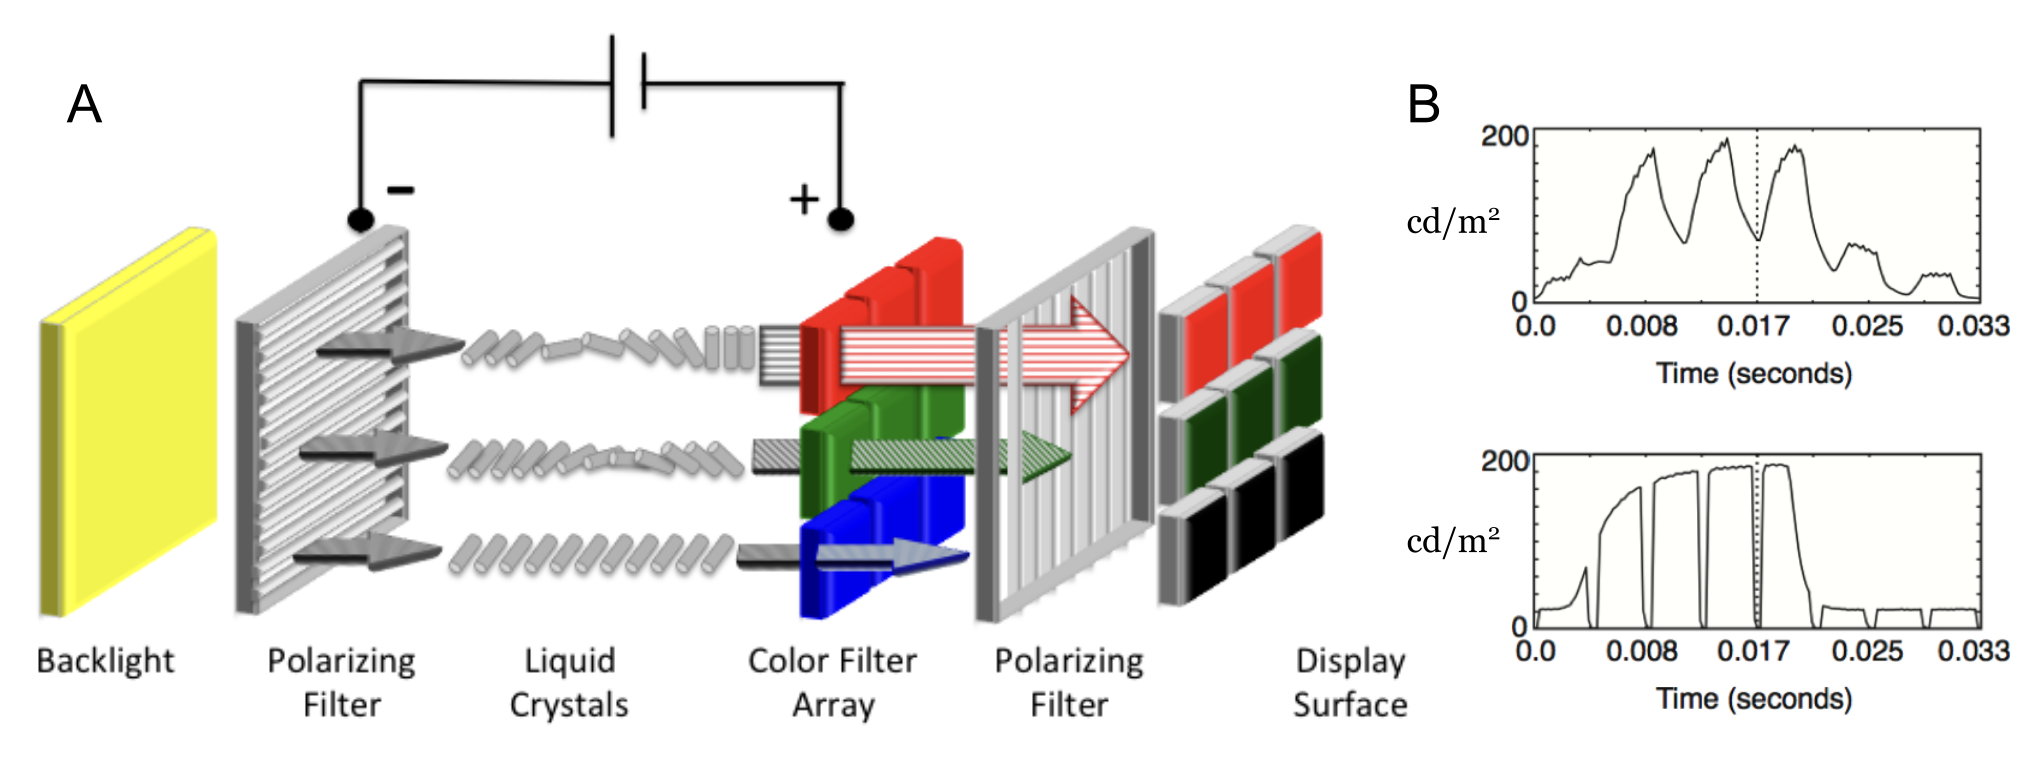 A
−
+
Backlight
Polarizing
Filter
Liquid
Crystals
Color Filter
Array
Polarizing
Filter
Display
Surface
B
200
cd/m²
0
0.0 0.008 0.017 0.025 0.033
Time (seconds)
200
cd/m²
0
0.0 0.008 0.017 0.025 0.033
Time (seconds)